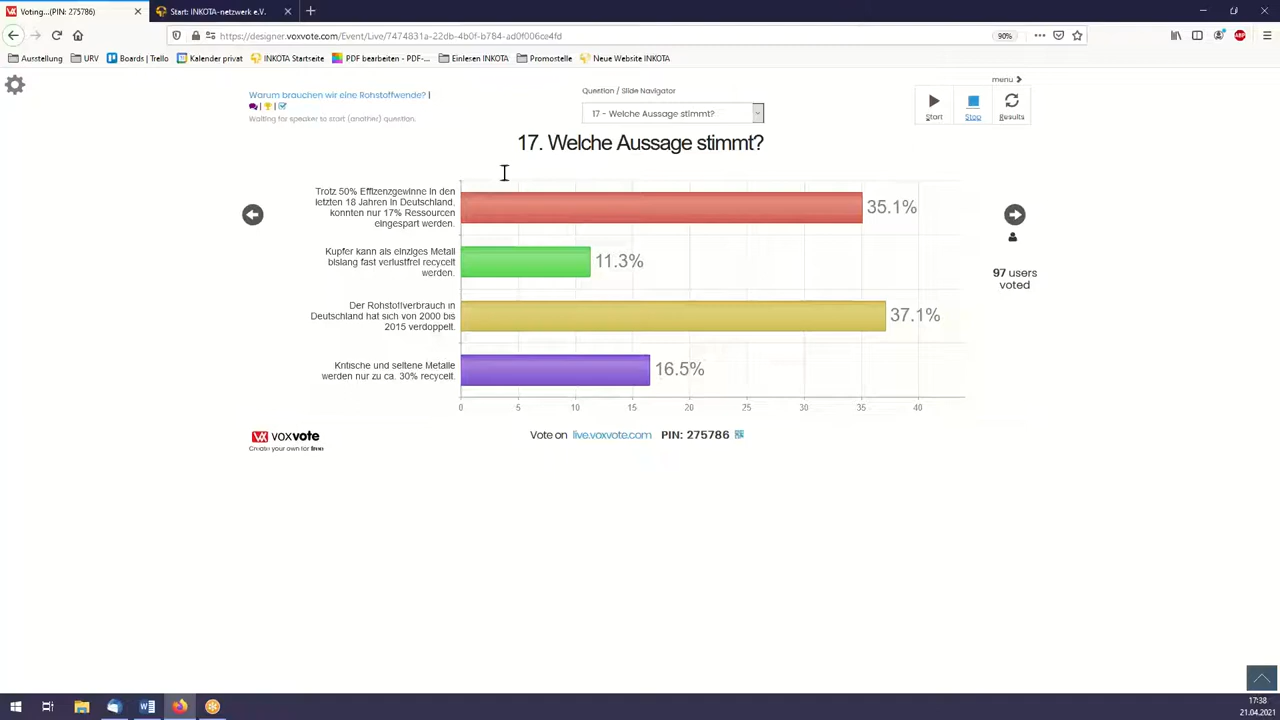 Voting...(PIN: 275786)
Start: INKOTA-netzwerk e.V.
https://designer.voxvote.com/Event/Live/7474831a-22db-4b0f-b784-ad0f006ce4fd
90%
Ausstellung
URV
Boards | Trello
Kalender privat
INKOTA Startseite
PDF bearbeiten - PDF-...
Einlesen INKOTA
Promostelle
Neue Website INKOTA
menu
Warum brauchen wir eine Rohstoffwende? |
Waiting for speaker to start (another) question.
Question / Slide Navigator
17 - Welche Aussage stimmt?
Start
Stop
Results
17. Welche Aussage stimmt?
Trotz 50% Effizenzgewinne in den
letzten 18 Jahren in Deutschland,
konnten nur 17% Ressourcen
eingespart werden.
35.1%
Kupfer kann als einziges Metall
bislang fast verlustfrei recycelt
werden.
11.3%
Der Rohstoffverbrauch in
Deutschland hat sich von 2000 bis
2015 verdoppelt.
37.1%
Kritische und seltene Metalle
werden nur zu ca. 30% recycelt.
16.5%
0 5 10 15 20 25 30 35 40
97 users
voted
VX voxvote
Create your own for free
Vote on live.voxvote.com PIN: 275786
17:38
21.04.2021